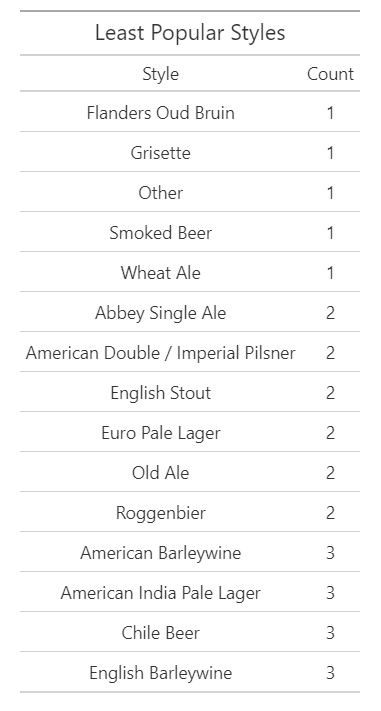 Least Popular Styles
Style Count
Flanders Oud Bruin 1
Grisette 1
Other 1
Smoked Beer 1
Wheat Ale 1
Abbey Single Ale 2
American Double / Imperial Pilsner 2
English Stout 2
Euro Pale Lager 2
Old Ale 2
Roggenbier 2
American Barleywine 3
American India Pale Lager 3
Chile Beer 3
English Barleywine 3